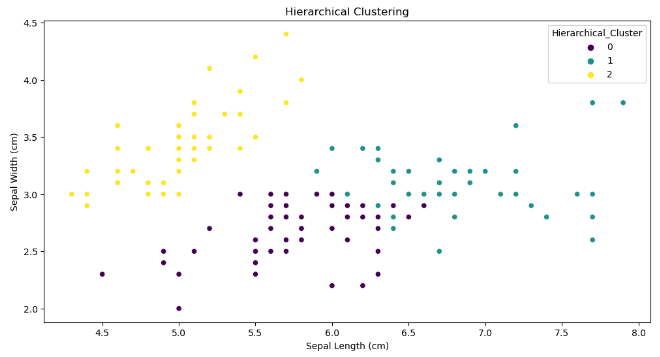 Hierarchical Clustering
Hierarchical_Cluster
0
1
2
Sepal Width (cm)
4.5
4.0
3.5
3.0
2.5
2.0
4.5 5.0 5.5 6.0 6.5 7.0 7.5 8.0
Sepal Length (cm)